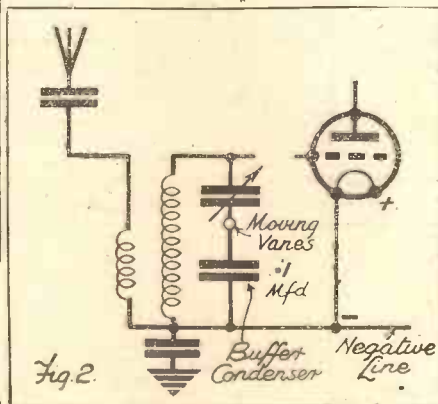 +
Moving
Vanes
.1
Mfd
Buffer
Condenser
-
Negative
Line
Fig. 2.